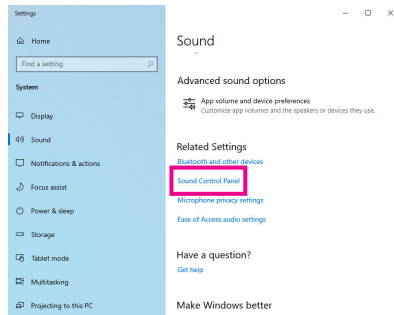 Settings
Home
Find a setting
System
Display
Sound
Notifications & actions
Focus assist
Power & sleep
Storage
Tablet mode
Multitasking
Projecting to this PC
Sound
Advanced sound options
App volume and device preferences
Customize app volumes and the speakers or devices they use.
Related Settings
Bluetooth and other devices
Sound Control Panel
Microphone privacy settings
Ease of Access audio settings
Have a question?
Get help
Make Windows better